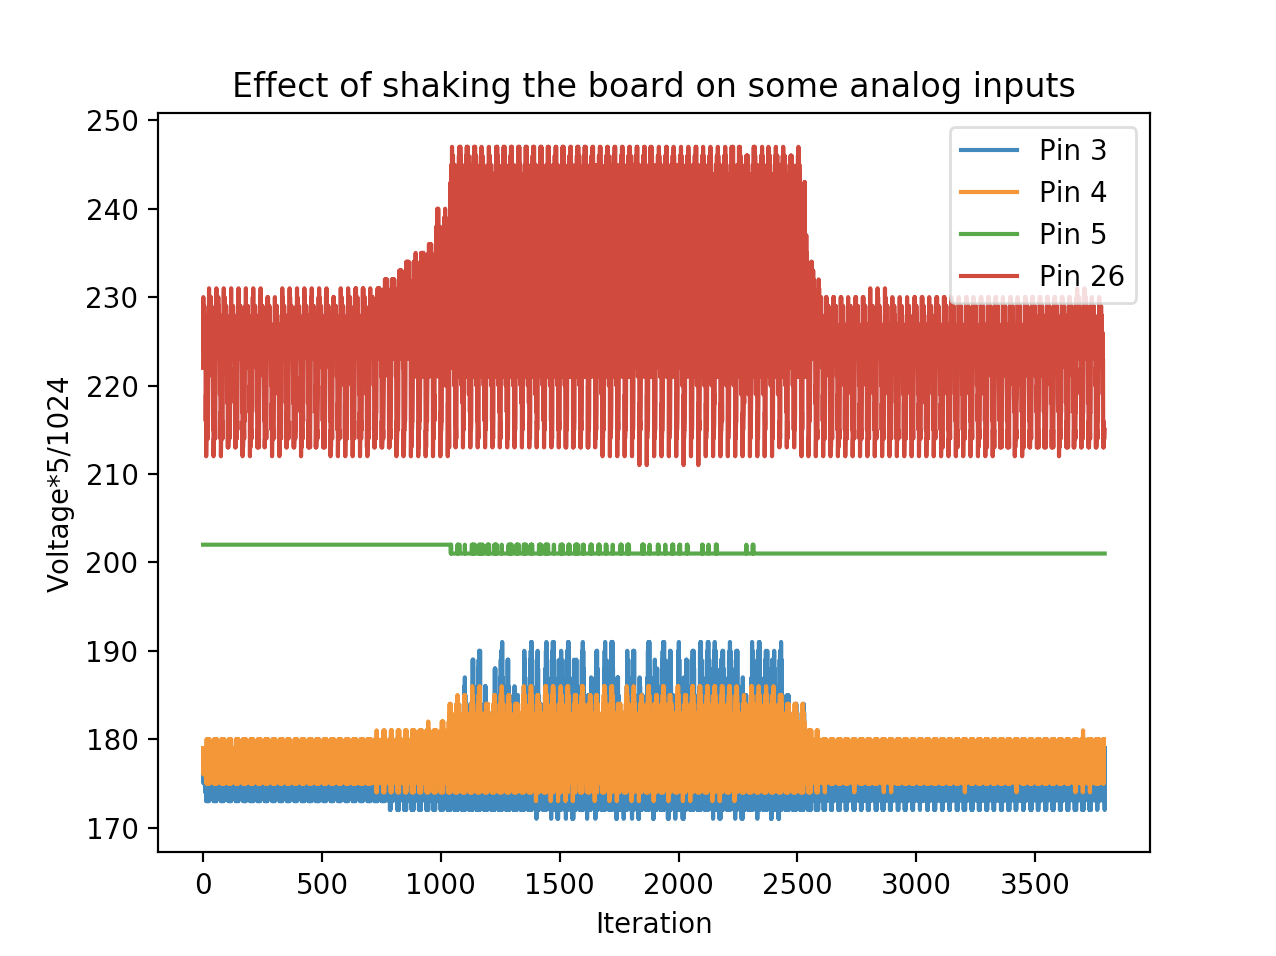 Effect of shaking the board on some analog inputs
Voltage*5/1024
250
240
230
220
210
200
190
180
170
Pin 3
Pin 4
Pin 5
Pin 26
0 500 1000 1500 2000 2500 3000 3500
Iteration